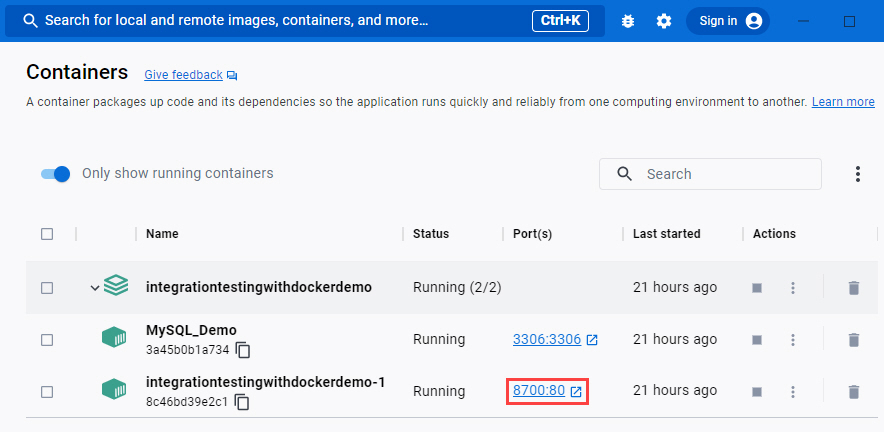 Search for local and remote images, containers, and more… Ctrl+K Sign in
Containers Give feedback
A container packages up code and its dependencies so the application runs quickly and reliably from one computing environment to another. Learn more
Only show running containers Search
Name Status Port(s) Last started Actions
integrationtestingwithdockerdemo Running (2/2) 21 hours ago
MySQL_Demo
3a45b0b1a734 Running 3306:3306 21 hours ago
integrationtestingwithdockerdemo-1
8c46bd39e2c1 Running 8700:80 21 hours ago